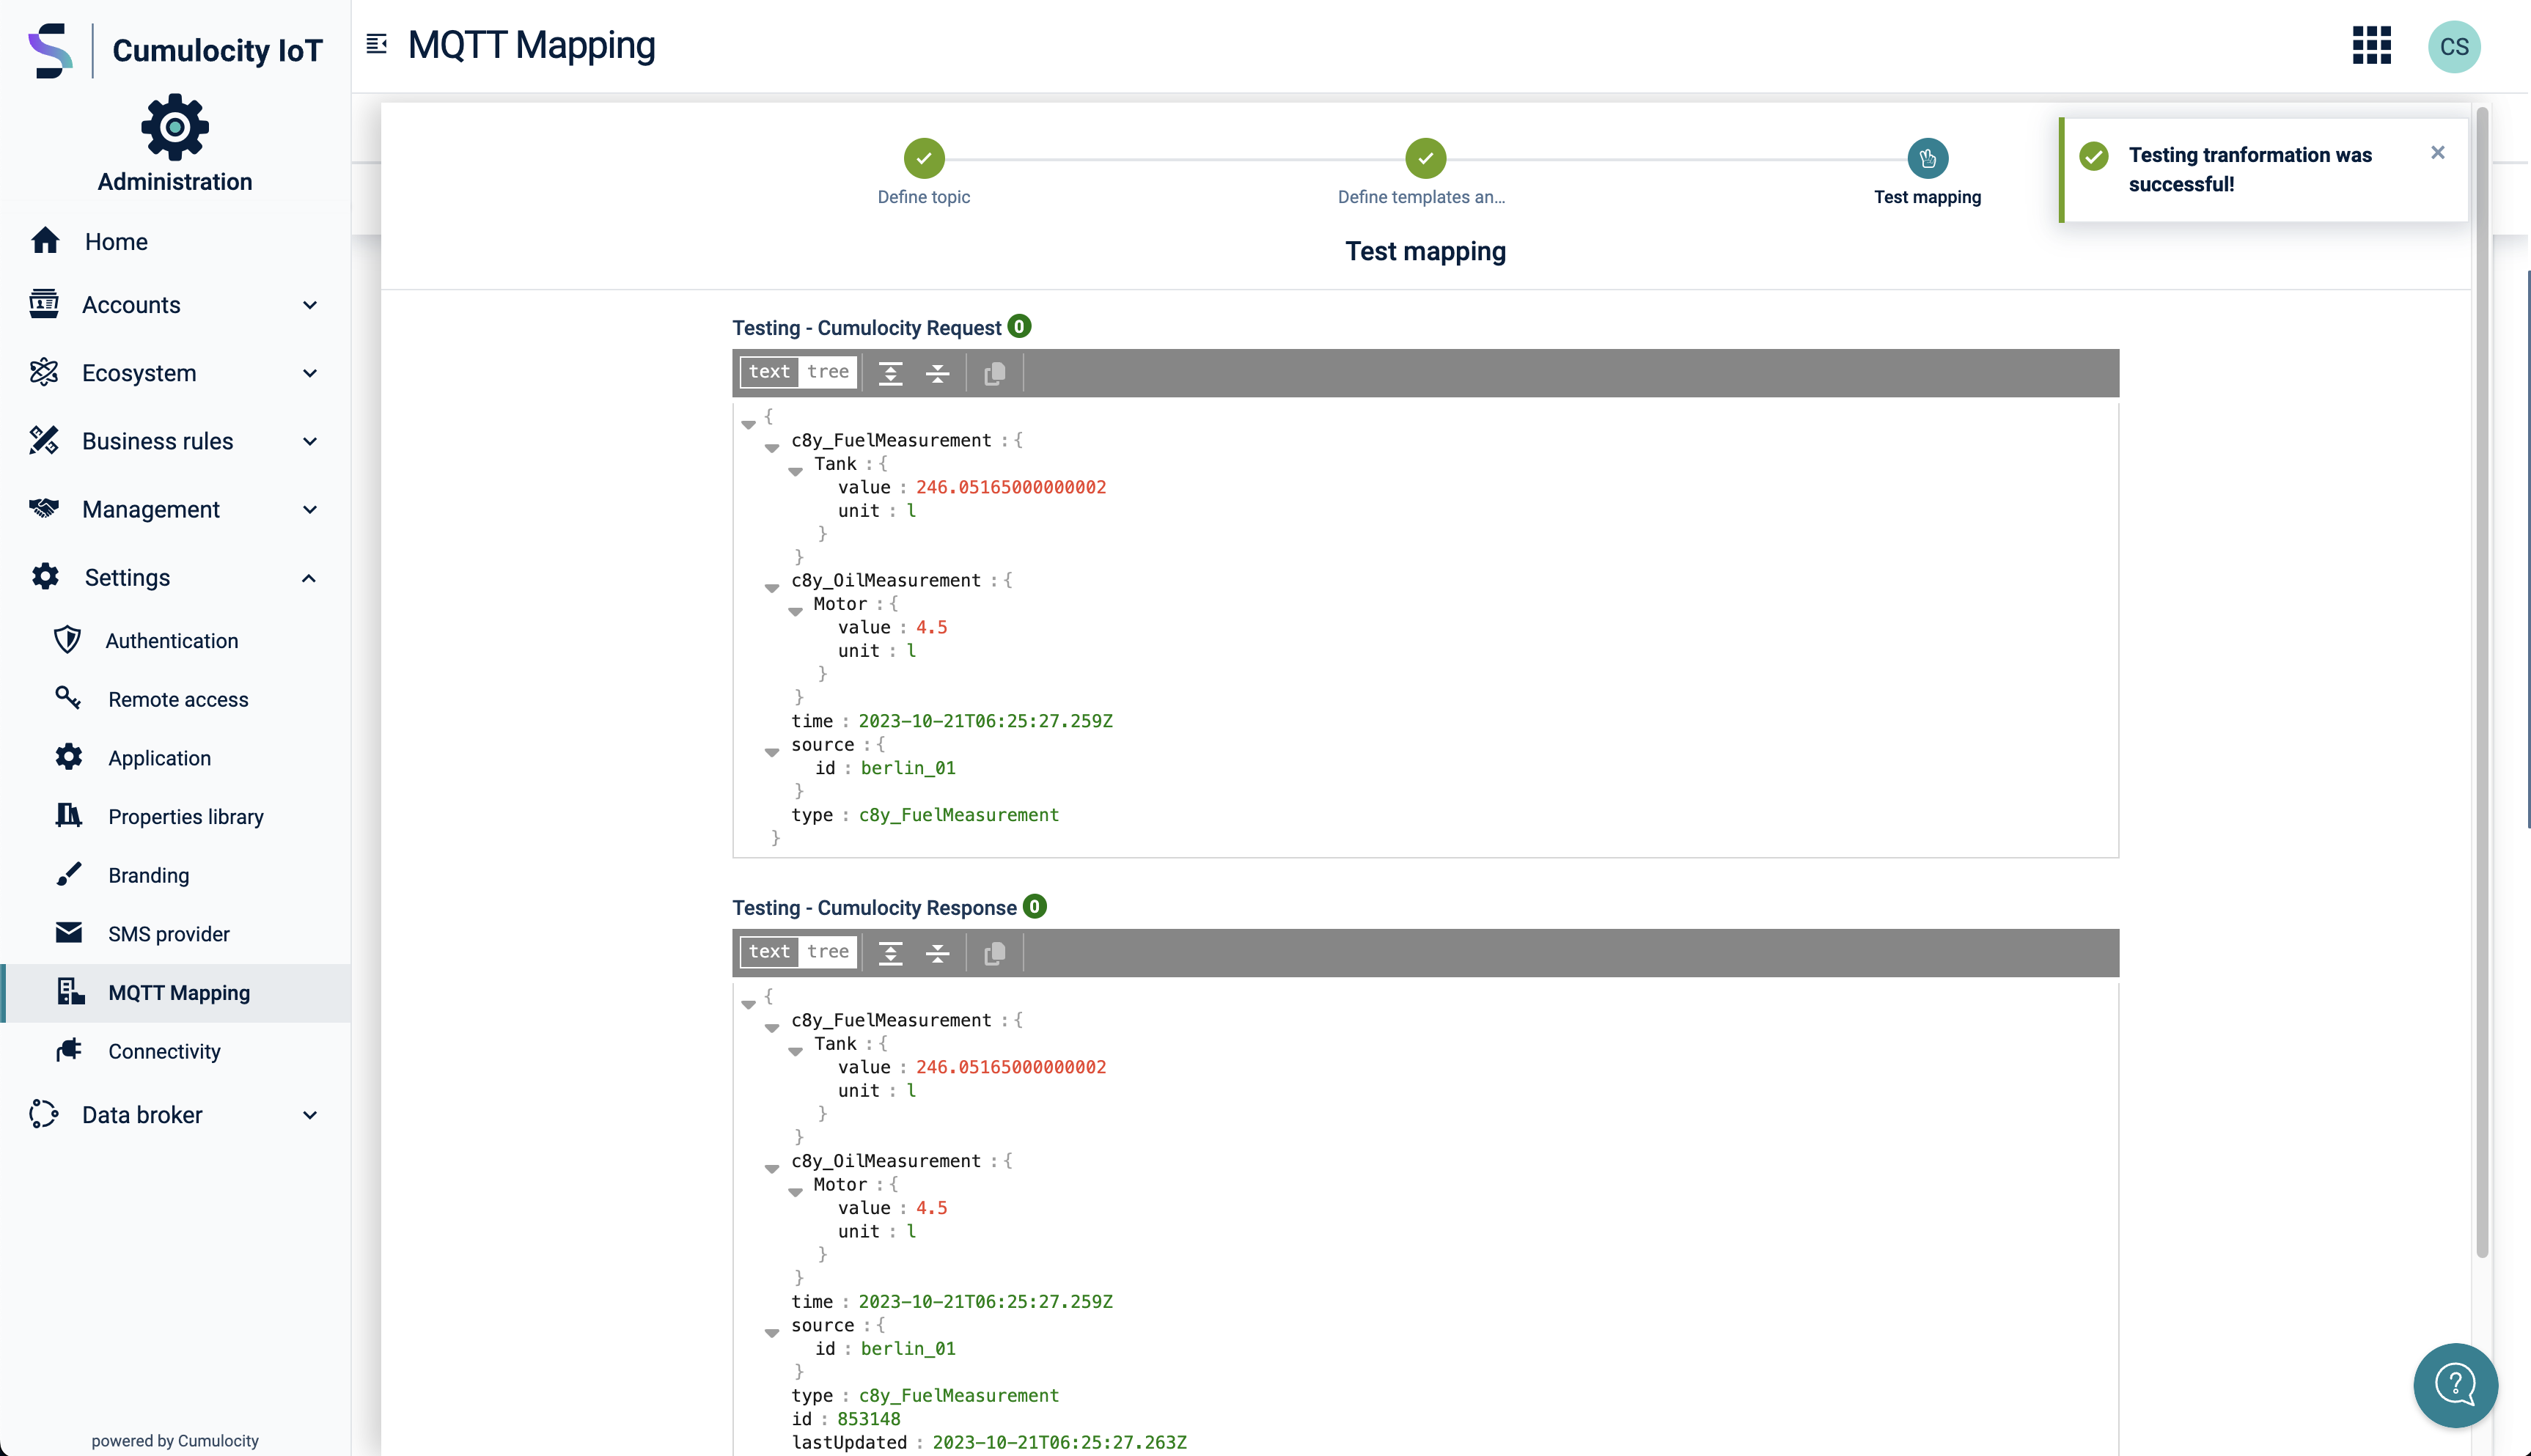 Cumulocity IoT
Administration
Home
Accounts
Ecosystem
Business rules
Management
Settings
Authentication
Remote access
Application
Properties library
Branding
SMS provider
MQTT Mapping
Connectivity
Data broker
powered by Cumulocity
MQTT Mapping
CS
Define topic
Define templates an...
Test mapping
Testing tranformation was
successful!
Test mapping
Testing - Cumulocity Request 0
text tree
{
c8y_FuelMeasurement : {
Tank : {
value : 246.05165000000002
unit : l
}
}
c8y_OilMeasurement : {
Motor : {
value : 4.5
unit : l
}
}
time : 2023-10-21T06:25:27.259Z
source : {
id : berlin_01
}
type : c8y_FuelMeasurement
}
Testing - Cumulocity Response 0
text tree
{
c8y_FuelMeasurement : {
Tank : {
value : 246.05165000000002
unit : l
}
}
c8y_OilMeasurement : {
Motor : {
value : 4.5
unit : l
}
}
time : 2023-10-21T06:25:27.259Z
source : {
id : berlin_01
}
type : c8y_FuelMeasurement
id : 853148
lastUpdated : 2023-10-21T06:25:27.263Z